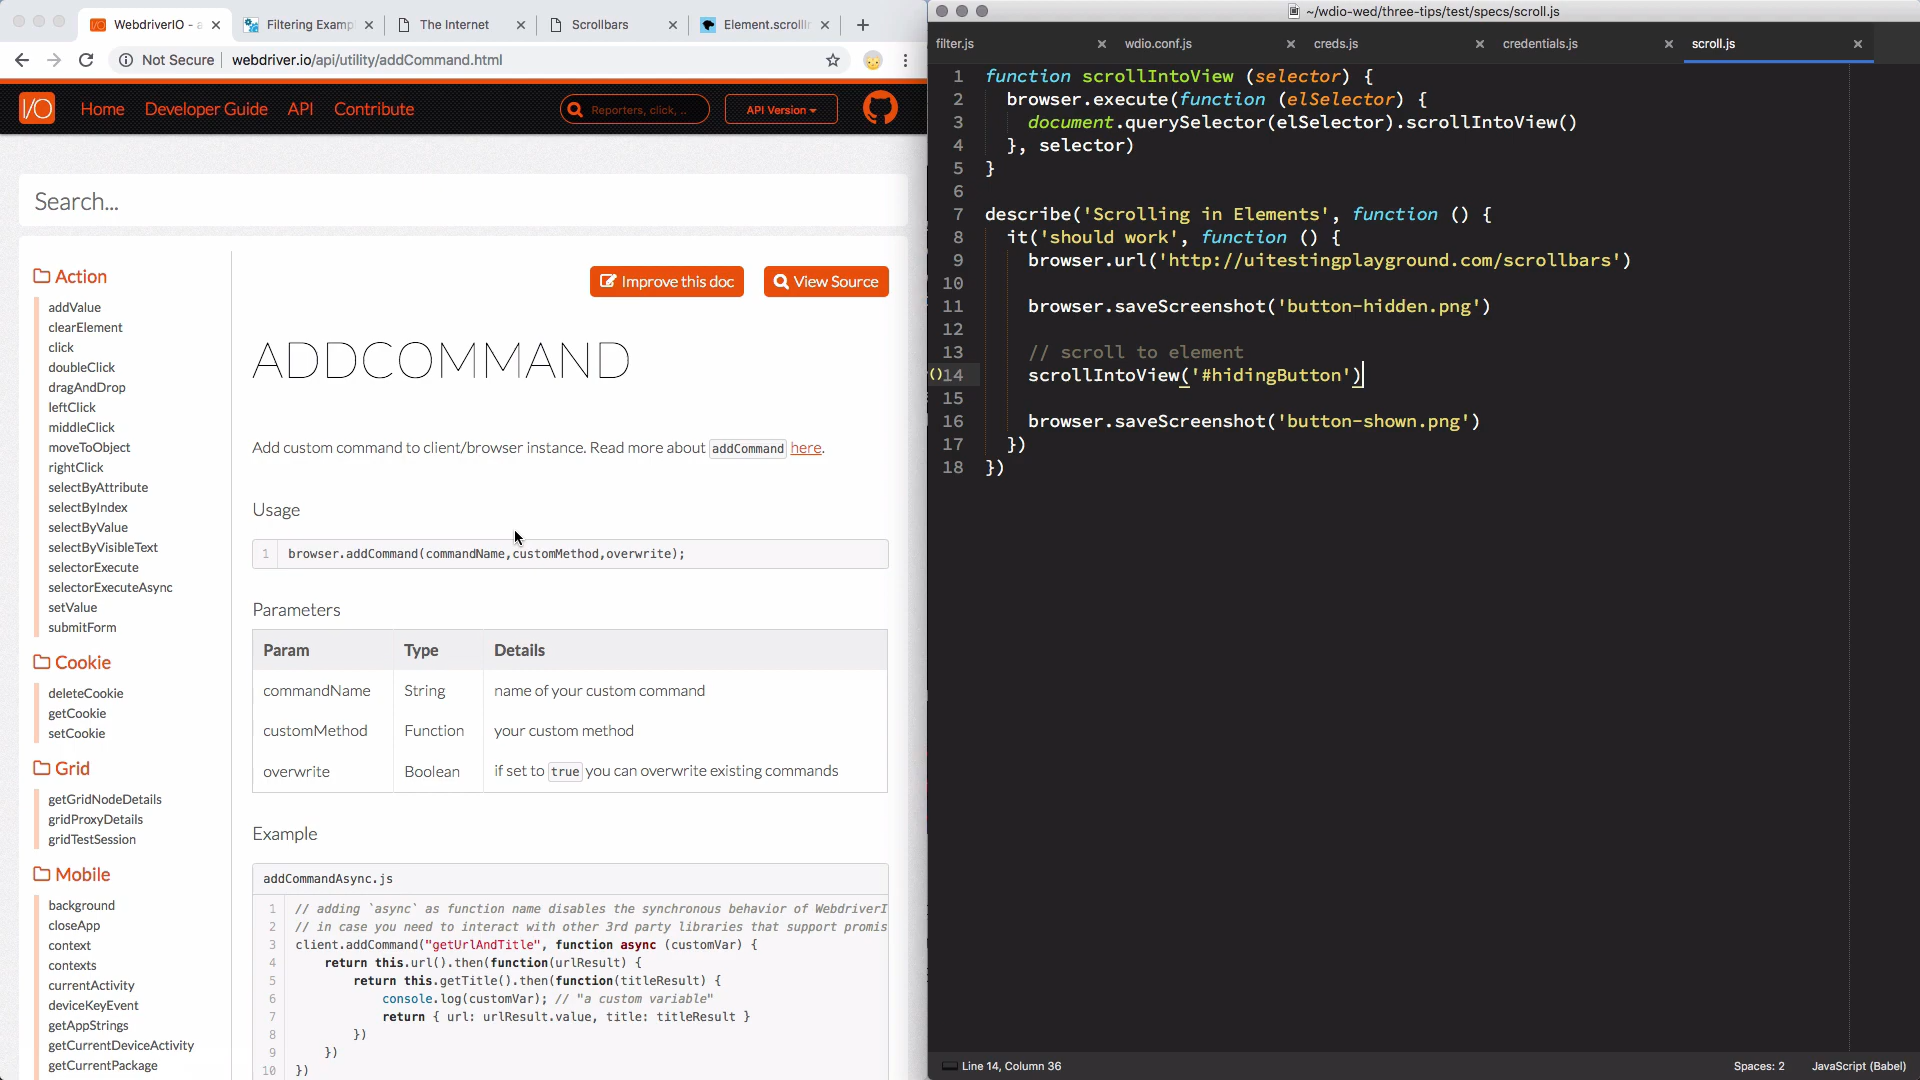 WebdriverIO - a
Filtering Examp
The Internet
Scrollbars
Element.scrollI
Not Secure
webdriver.io/api/utility/addCommand.html
I/O
Home
Developer Guide
API
Contribute
Reporters, click, ..
API Version
Search...
Action
addValue
clearElement
click
doubleClick
dragAndDrop
leftClick
middleClick
moveToObject
rightClick
selectByAttribute
selectByIndex
selectByValue
selectByVisibleText
selectorExecute
selectorExecuteAsync
setValue
submitForm
Cookie
deleteCookie
getCookie
setCookie
Grid
getGridNodeDetails
gridProxyDetails
gridTestSession
Mobile
background
closeApp
context
contexts
currentActivity
deviceKeyEvent
getAppStrings
getCurrentDeviceActivity
getCurrentPackage
Improve this doc
View Source
ADDCOMMAND
Add custom command to client/browser instance. Read more about addCommand here.
Usage
1 browser.addCommand(commandName,customMethod,overwrite);
Parameters
Param Type Details
commandName String name of your custom command
customMethod Function your custom method
overwrite Boolean if set to true you can overwrite existing commands
Example
addCommandAsync.js
1 // adding `async` as function name disables the synchronous behavior of WebdriverI
2 // in case you need to interact with other 3rd party libraries that support promis
3 client.addCommand("getUrlAndTitle", function async (customVar) {
4 return this.url().then(function(urlResult) {
5 return this.getTitle().then(function(titleResult) {
6 console.log(customVar); // "a custom variable"
7 return { url: urlResult.value, title: titleResult }
8 })
9 })
10 })
~/wdio-wed/three-tips/test/specs/scroll.js
filter.js
wdio.conf.js
creds.js
credentials.js
scroll.js
1 function scrollIntoView (selector) {
2 browser.execute(function (elSelector) {
3 document.querySelector(elSelector).scrollIntoView()
4 }, selector)
5 }
6
7 describe('Scrolling in Elements', function () {
8 it('should work', function () {
9 browser.url('http://uitestingplayground.com/scrollbars')
10
11 browser.saveScreenshot('button-hidden.png')
12
13 // scroll to element
()14 scrollIntoView('#hidingButton')
15
16 browser.saveScreenshot('button-shown.png')
17 })
18 })
Line 14, Column 36
Spaces: 2
JavaScript (Babel)